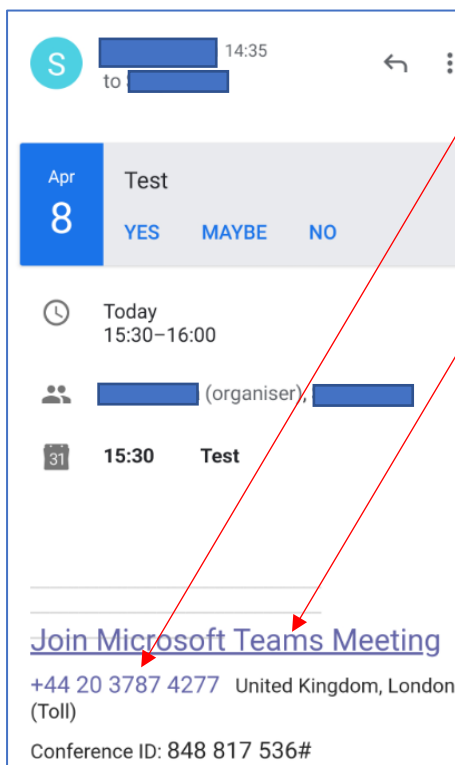 S
14:35
to
Apr
8
Test
YES MAYBE NO
Today
15:30–16:00
(organiser),
31
15:30 Test
Join Microsoft Teams Meeting
+44 20 3787 4277 United Kingdom, London
(Toll)
Conference ID: 848 817 536#